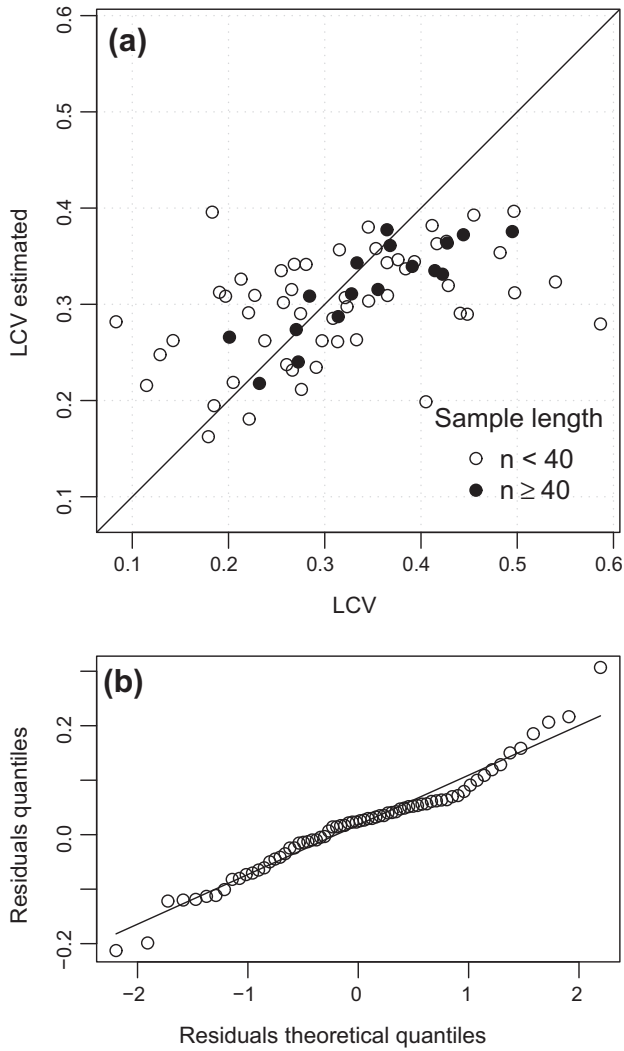 (a)
0.6
0.5
0.4
0.3
0.2
0.1
LCV estimated
Sample length
n < 40
n ≥ 40
0.1 0.2 0.3 0.4 0.5 0.6
LCV
(b)
0.2
0.0
−0.2
Residuals quantiles
−2 −1 0 1 2
Residuals theoretical quantiles